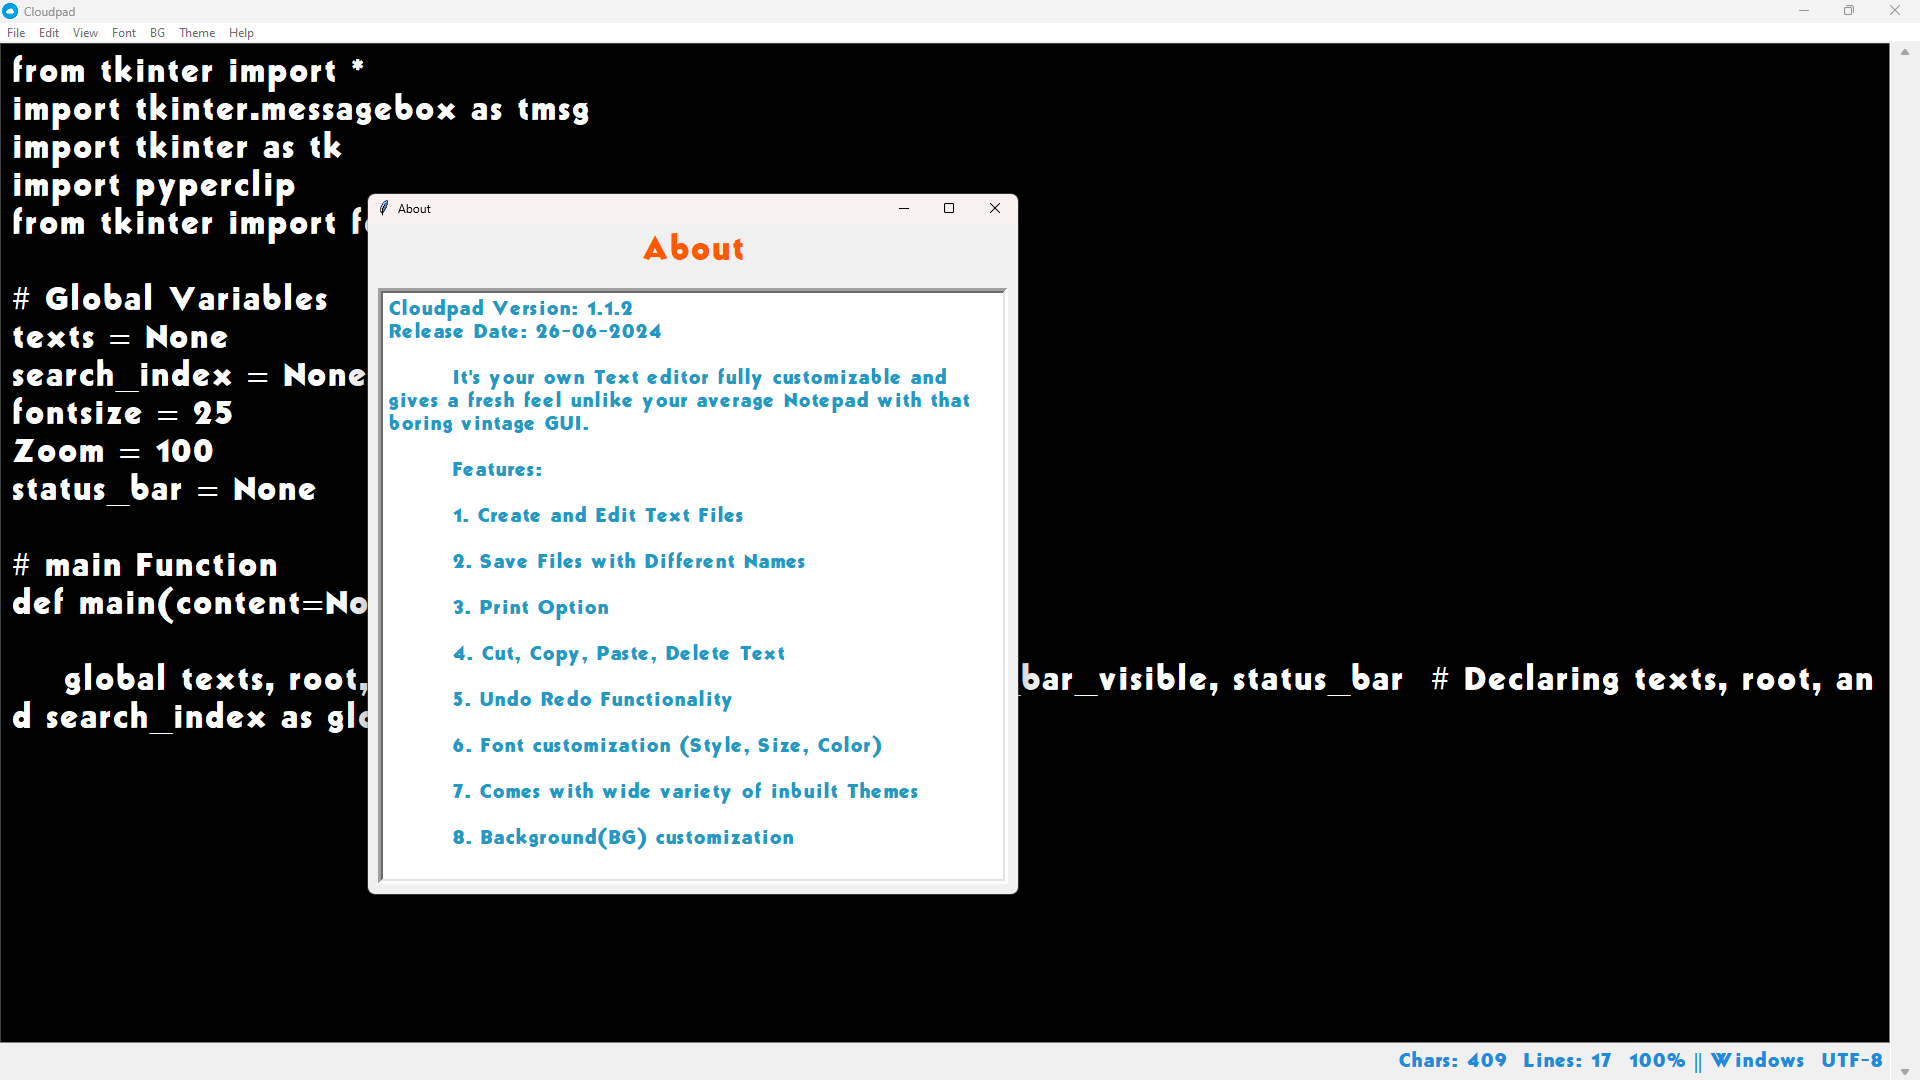 Cloudpad
File Edit View Font BG Theme Help
from tkinter import *
import tkinter.messagebox as tmsg
import tkinter as tk
import pyperclip
from tkinter import
# Global Variables
texts = None
search_index = None
fontsize = 25
Zoom = 100
status_bar = None
# main Function
def main(content=No
global texts, root,
bar_visible, status_bar # Declaring texts, root, an
d search_index as
About
About
Cloudpad Version: 1.1.2
Release Date: 26-06-2024
It's your own Text editor fully customizable and
gives a fresh feel unlike your average Notepad with that
boring vintage GUI.
Features:
1. Create and Edit Text Files
2. Save Files with Different Names
3. Print Option
4. Cut, Copy, Paste, Delete Text
5. Undo Redo Functionality
6. Font customization (Style, Size, Color)
7. Comes with wide variety of inbuilt Themes
8. Background(BG) customization
Chars: 409 Lines: 17 100% || Windows UTF-8